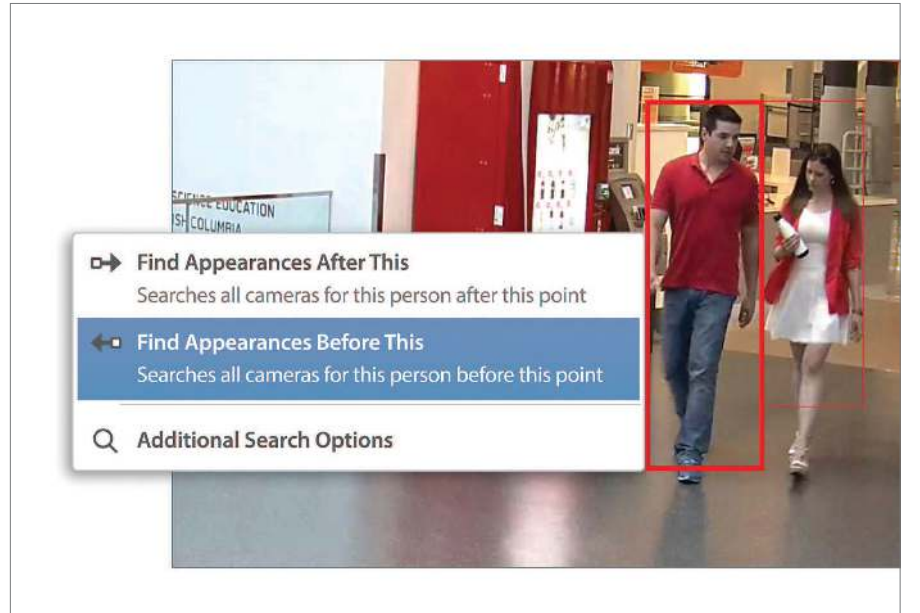 SCIENCE EDUCATION
SH COLUMBIA
Find Appearances After This
Searches all cameras for this person after this point
Find Appearances Before This
Searches all cameras for this person before this point
Additional Search Options